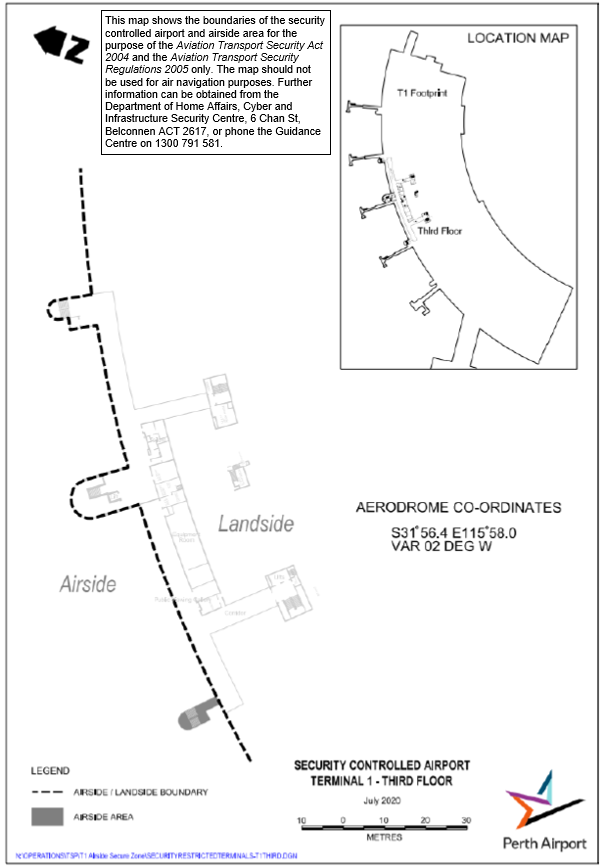 This map shows the boundaries of the security
controlled airport and airside area for the
purpose of the Aviation Transport Security Act
2004 and the Aviation Transport Security
Regulations 2005 only. The map should not
be used for air navigation purposes. Further
information can be obtained from the
Department of Home Affairs, Cyber and
Infrastructure Security Centre, 6 Chan St,
Belconnen ACT 2617, or phone the Guidance
Centre on 1300 791 581.
Z
LOCATION MAP
T1 Footprint
Third Floor
AERODROME CO-ORDINATES
S31°56.4 E115°58.0
VAR 02 DEG W
Landside
Airside
Corridor
LEGEND
AIRSIDE / LANDSIDE BOUNDARY
AIRSIDE AREA
SECURITY CONTROLLED AIRPORT
TERMINAL 1 - THIRD FLOOR
July 2020
10 0 10 20 30
METRES
Perth Airport